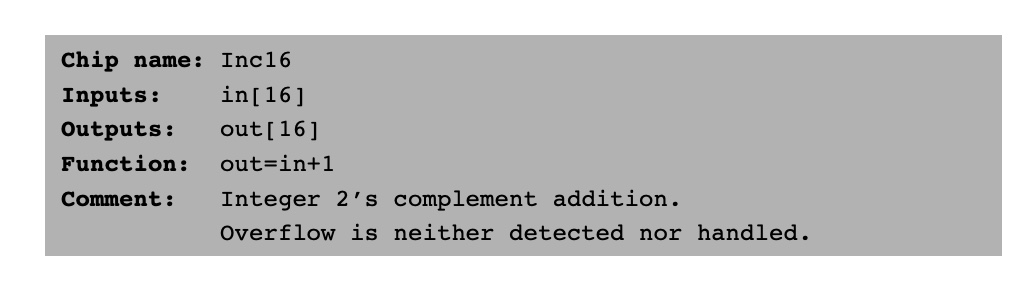 Chip name: Inc16
Inputs: in[16]
Outputs: out[16]
Function: out=in+1
Comment: Integer 2’s complement addition.
Overflow is neither detected nor handled.